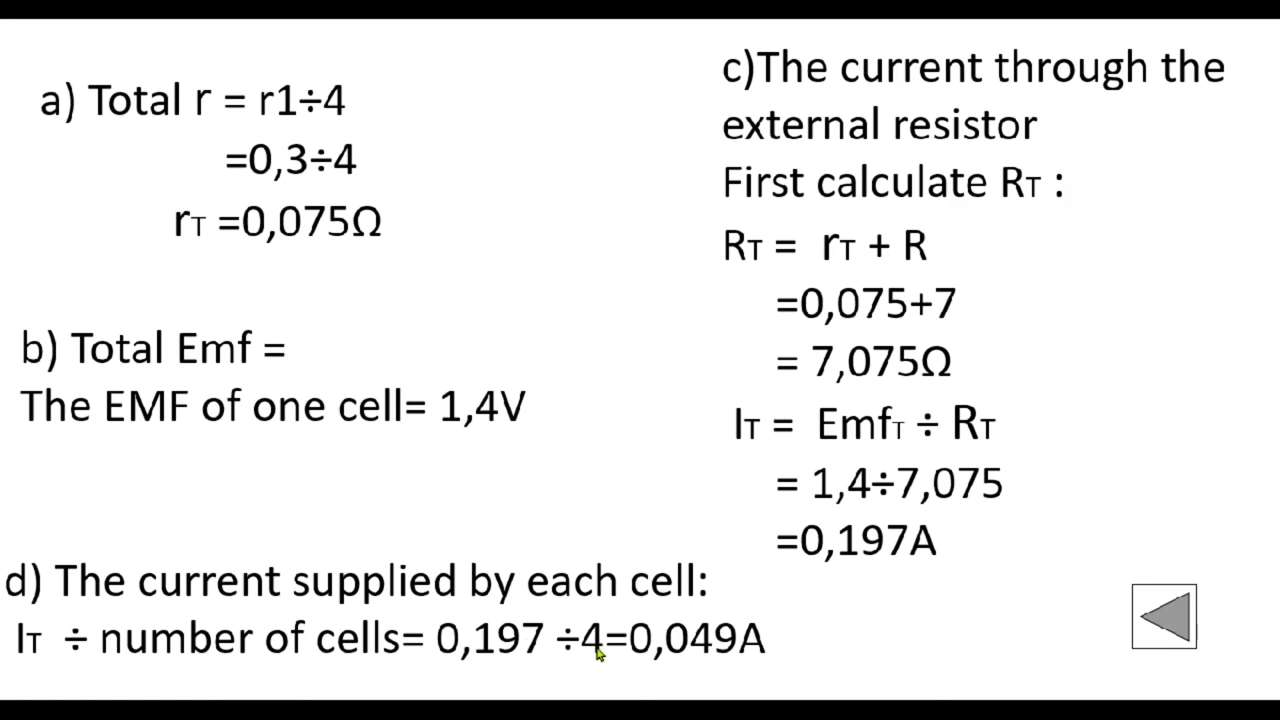 a) Total r = r1÷4
=0,3÷4
rT =0,075Ω
b) Total Emf =
The EMF of one cell= 1,4V
c)The current through the
external resistor
First calculate RT :
RT = rT + R
=0,075+7
= 7,075Ω
IT = EmfT ÷ RT
= 1,4÷7,075
=0,197A
d) The current supplied by each cell:
IT ÷ number of cells= 0,197 ÷4=0,049A